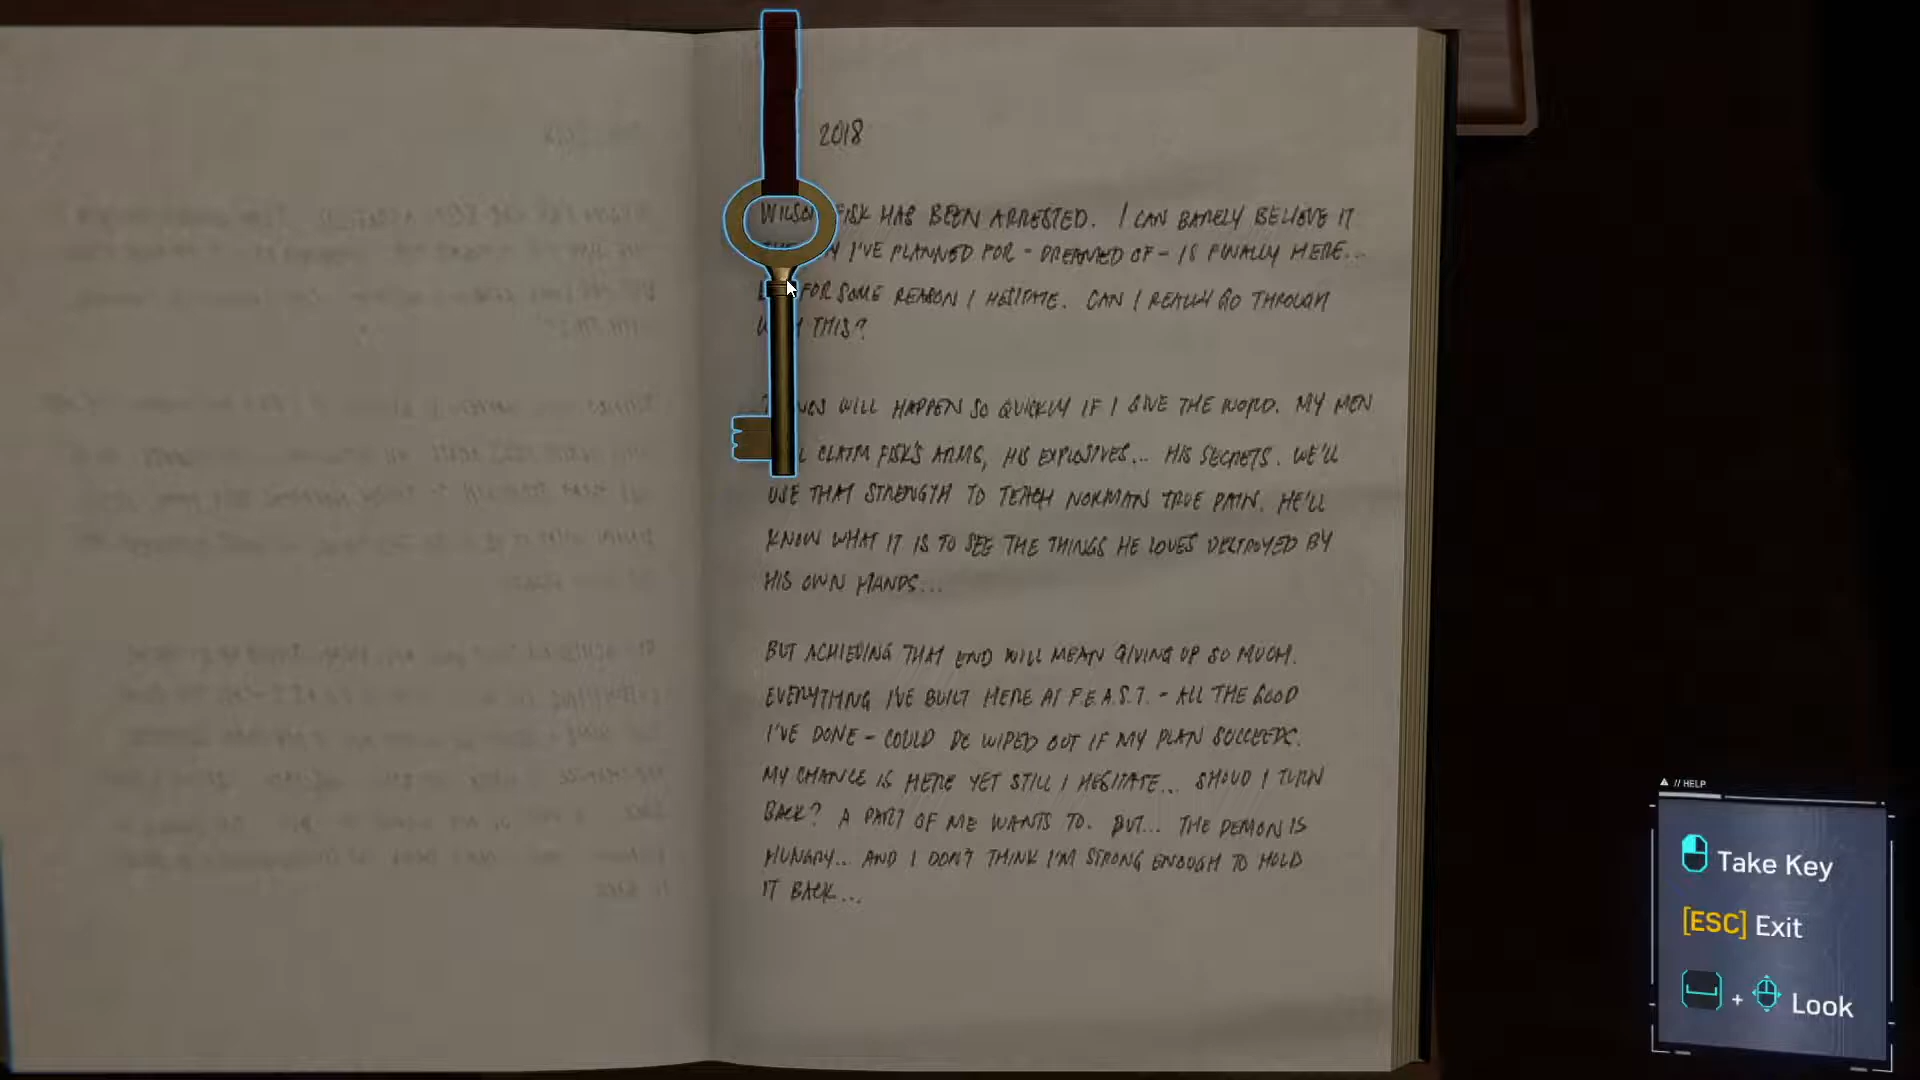 2018
WILSON FISK HAS BEEN ARRESTED. I CAN BARELY BELIEVE IT
I'VE PLANNED FOR - DREAMED OF - IS FINALLY HERE...
FOR SOME REASON I HESITATE. CAN I REALLY GO THROUGH
THIS?
WILL HAPPEN SO QUICKLY IF I GIVE THE WORD. MY MEN
CLAIM FISK'S ARMS, HIS EXPLOSIVES... HIS SECRETS. WE'LL
USE THAT STRENGTH TO TEACH NORMAN TRUE PAIN. HE'LL
KNOW WHAT IT IS TO SEE THE THINGS HE LOVES DESTROYED BY
HIS OWN HANDS...
BUT ACHIEVING THAT END WILL MEAN GIVING UP SO MUCH.
EVERYTHING I'VE BUILT HERE AT F.E.A.S.T. - ALL THE GOOD
I'VE DONE - COULD BE WIPED OUT IF MY PLAN SUCCEEDS.
MY CHANCE IS HERE YET STILL I HESITATE... SHOULD I TURN
BACK? A PART OF ME WANTS TO. BUT... THE DEMON IS
HUNGRY... AND I DON'T THINK I'M STRONG ENOUGH TO HOLD
IT BACK...
// HELP
Take Key
[ESC] Exit
+ Look